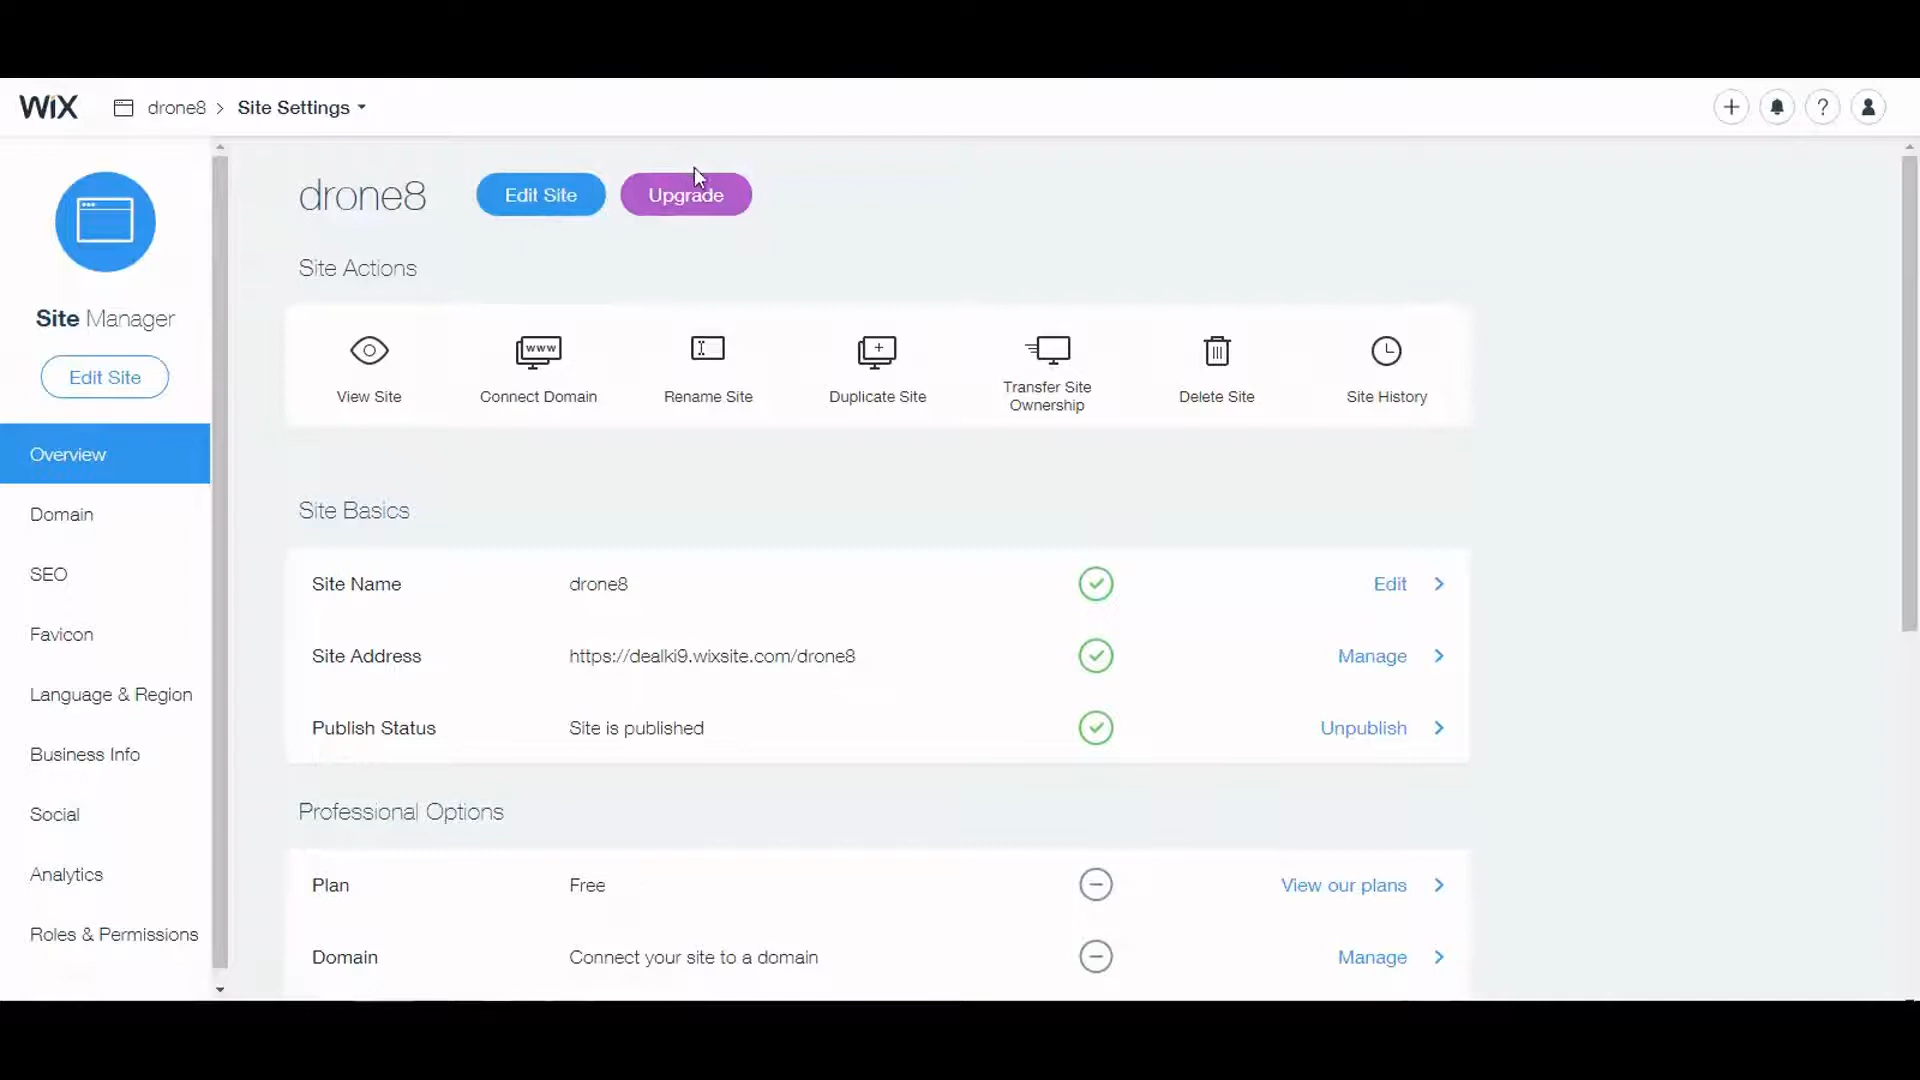 WiX drone8 > Site Settings
drone8 Edit Site Upgrade
Site Manager
Edit Site
Overview
Domain
SEO
Favicon
Language & Region
Business Info
Social
Analytics
Roles & Permissions
Site Actions
View Site
Connect Domain
Rename Site
Duplicate Site
Transfer Site
Ownership
Delete Site
Site History
www
Site Basics
Site Name drone8 Edit
Site Address https://dealki9.wixsite.com/drone8 Manage
Publish Status Site is published Unpublish
Professional Options
Plan Free View our plans
Domain Connect your site to a domain Manage